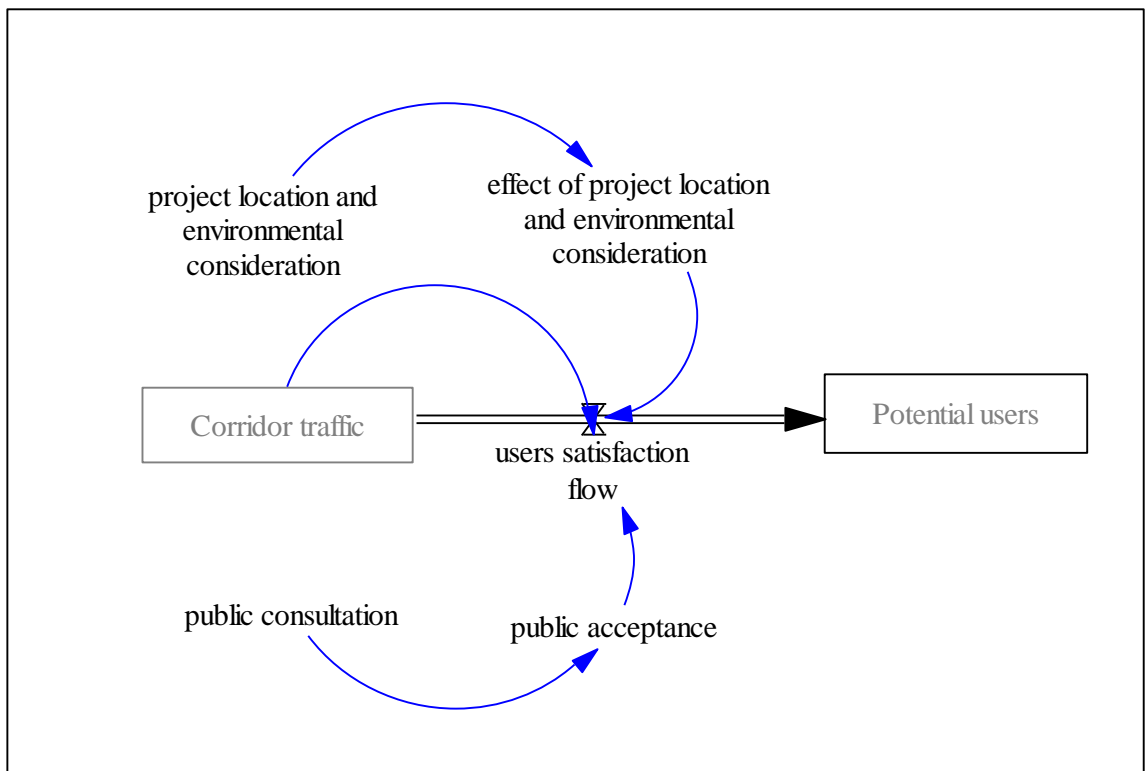 project location and
environmental
consideration
effect of project location
and environmental
consideration
Corridor traffic
Potential users
users satisfaction
flow
public consultation
public acceptance